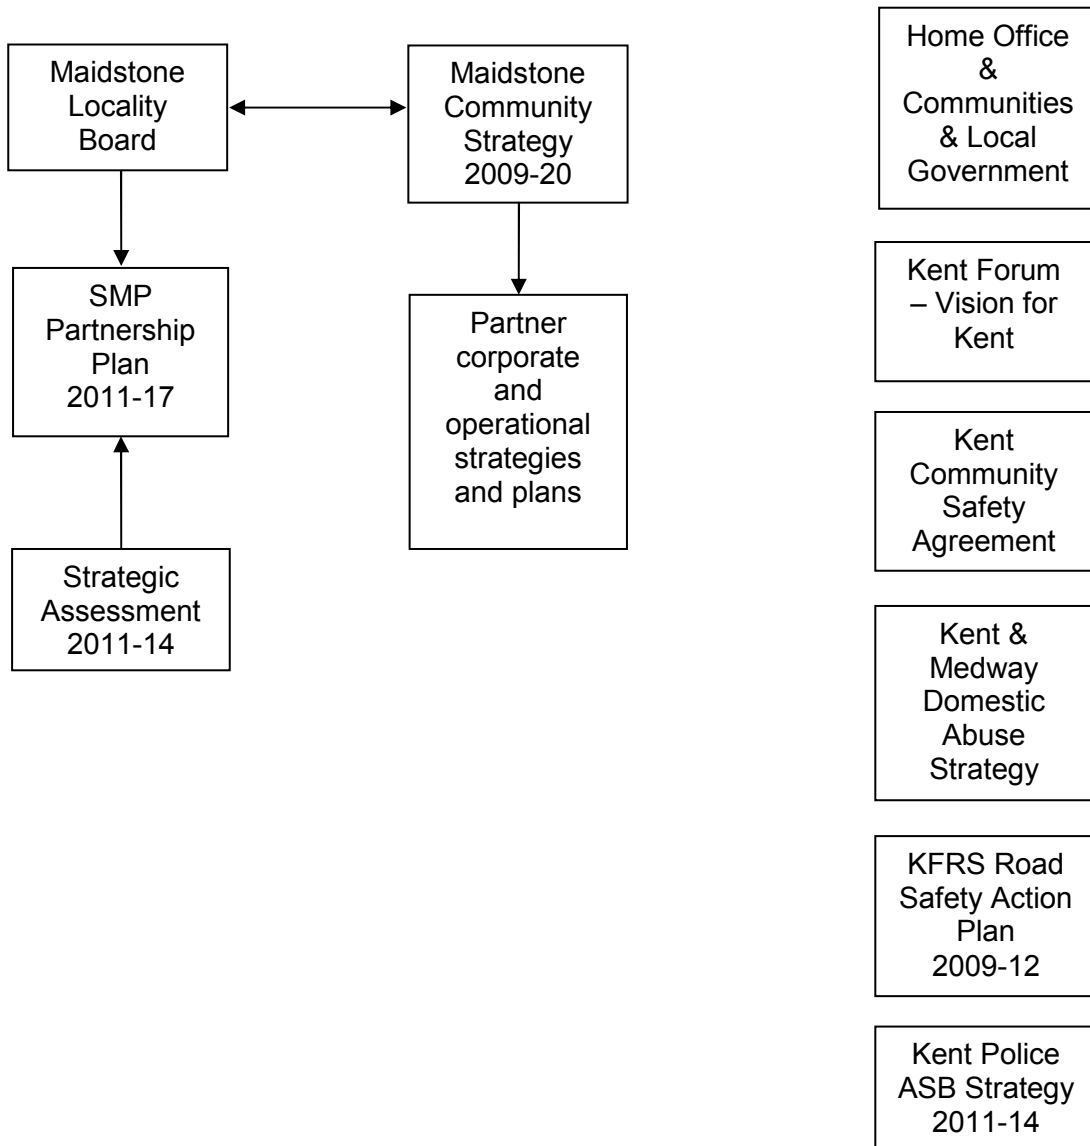 Maidstone
Locality
Board
Maidstone
Community
Strategy
2009-20
SMP
Partnership
Plan
2011-17
Partner
corporate
and
operational
strategies
and plans
Strategic
Assessment
2011-14
Home Office
&
Communities
& Local
Government
Kent Forum
– Vision for
Kent
Kent
Community
Safety
Agreement
Kent &
Medway
Domestic
Abuse
Strategy
KFRS Road
Safety Action
Plan
2009-12
Kent Police
ASB Strategy
2011-14